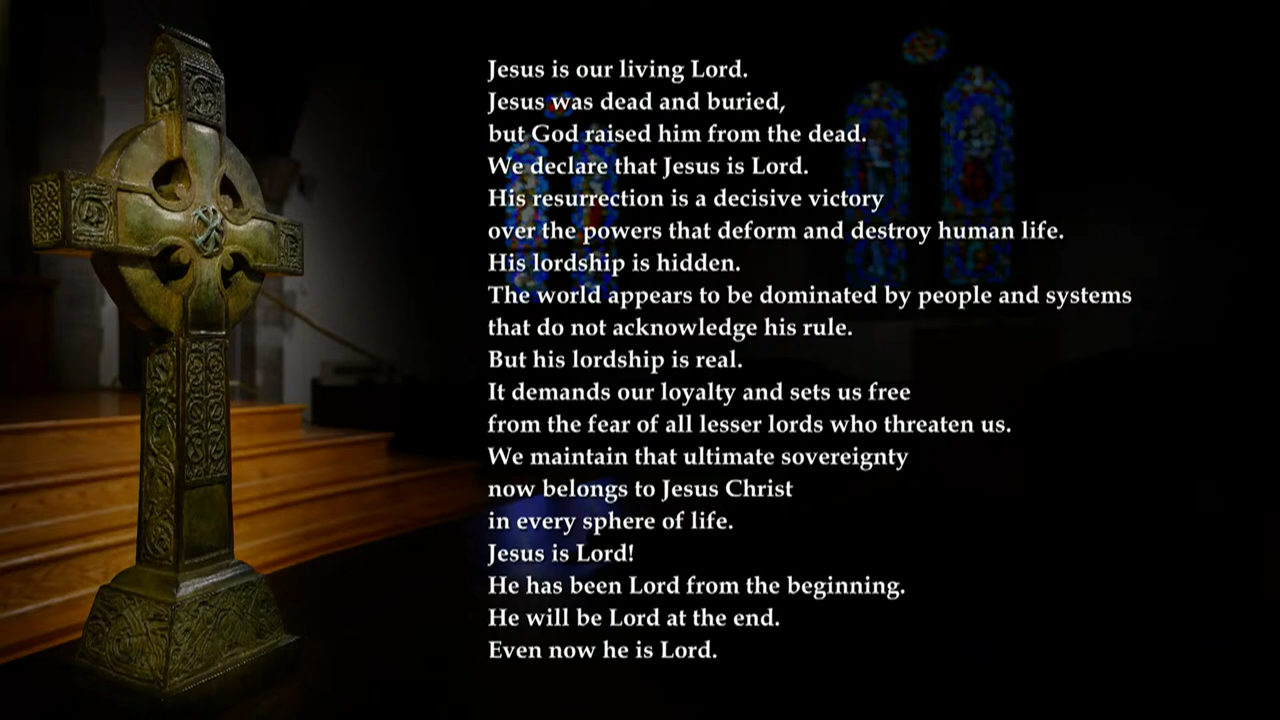 Jesus is our living Lord.
Jesus was dead and buried,
but God raised him from the dead.
We declare that Jesus is Lord.
His resurrection is a decisive victory
over the powers that deform and destroy human life.
His lordship is hidden.
The world appears to be dominated by people and systems
that do not acknowledge his rule.
But his lordship is real.
It demands our loyalty and sets us free
from the fear of all lesser lords who threaten us.
We maintain that ultimate sovereignty
now belongs to Jesus Christ
in every sphere of life.
Jesus is Lord!
He has been Lord from the beginning.
He will be Lord at the end.
Even now he is Lord.